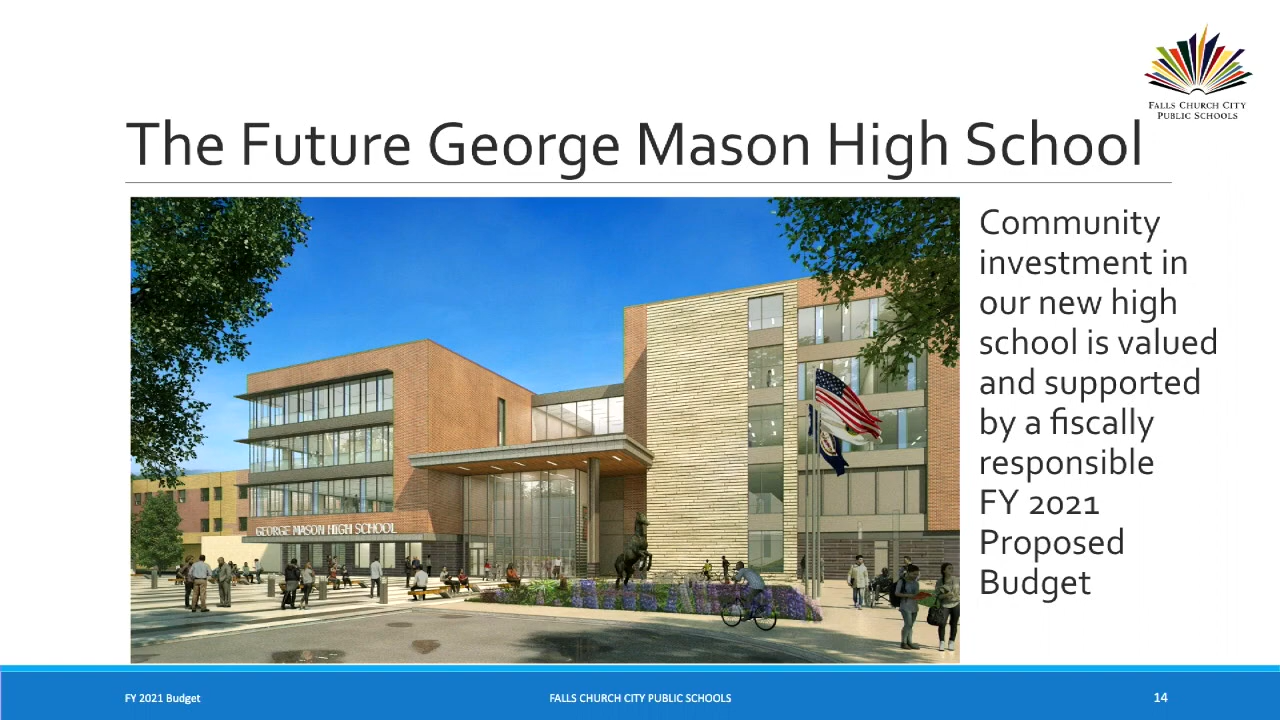 FALLS CHURCH CITY
PUBLIC SCHOOLS
The Future George Mason High School
GEORGE MASON HIGH SCHOOL
Community
investment in
our new high
school is valued
and supported
by a fiscally
responsible
FY 2021
Proposed
Budget
FY 2021 Budget
FALLS CHURCH CITY PUBLIC SCHOOLS
14